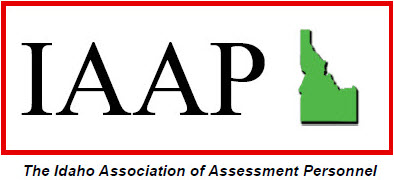 IAAP
The Idaho Association of Assessment Personnel